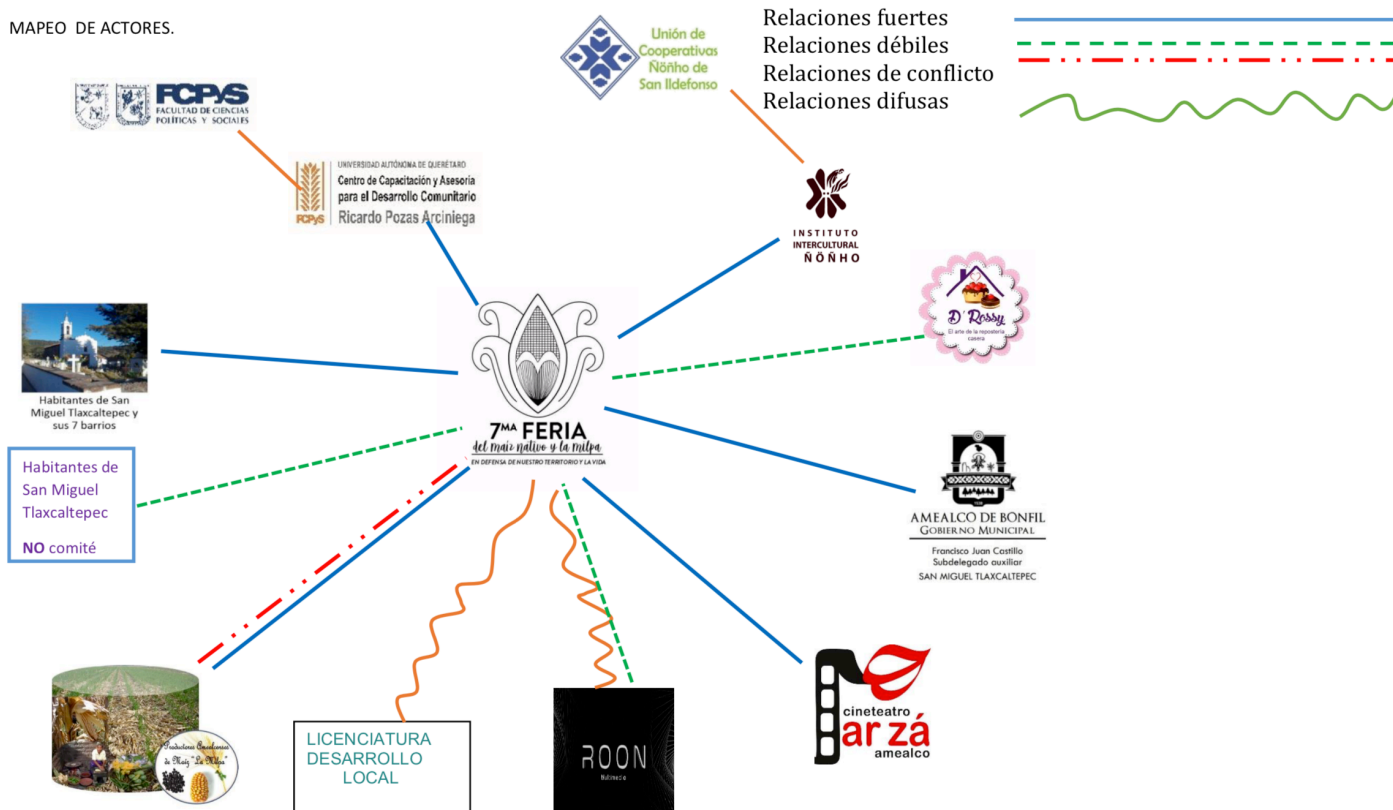 MAPEO DE ACTORES.
Unión de
Cooperativas
Ñöñho de
San Ildefonso
Relaciones fuertes
Relaciones débiles
Relaciones de conflicto
Relaciones difusas
FCPyS
FACULTAD DE CIENCIAS
POLÍTICAS Y SOCIALES
UNIVERSIDAD AUTÓNOMA DE QUERÉTARO
Centro de Capacitación y Asesoría
para el Desarrollo Comunitario
FCPyS
Ricardo Pozas Arciniega
INSTITUTO
INTERCULTURAL
ÑÖÑHO
D' Rossy
El arte de la repostería
casera
Habitantes de San
Miguel Tlaxcaltepec y
sus 7 barrios
7MA FERIA
del maíz nativo y la milpa
EN DEFENSA DE NUESTRO TERRITORIO Y LA VIDA
Habitantes de
San Miguel
Tlaxcaltepec
NO comité
AMEALCO DE BONFIL
GOBIERNO MUNICIPAL
Francisco Juan Castillo
Subdelegado auxiliar
SAN MIGUEL TLAXCALTEPEC
cineteatro
arzá
amealco
LICENCIATURA
DESARROLLO
LOCAL
ROON
Multimedia
de Maíz "La Milpa"